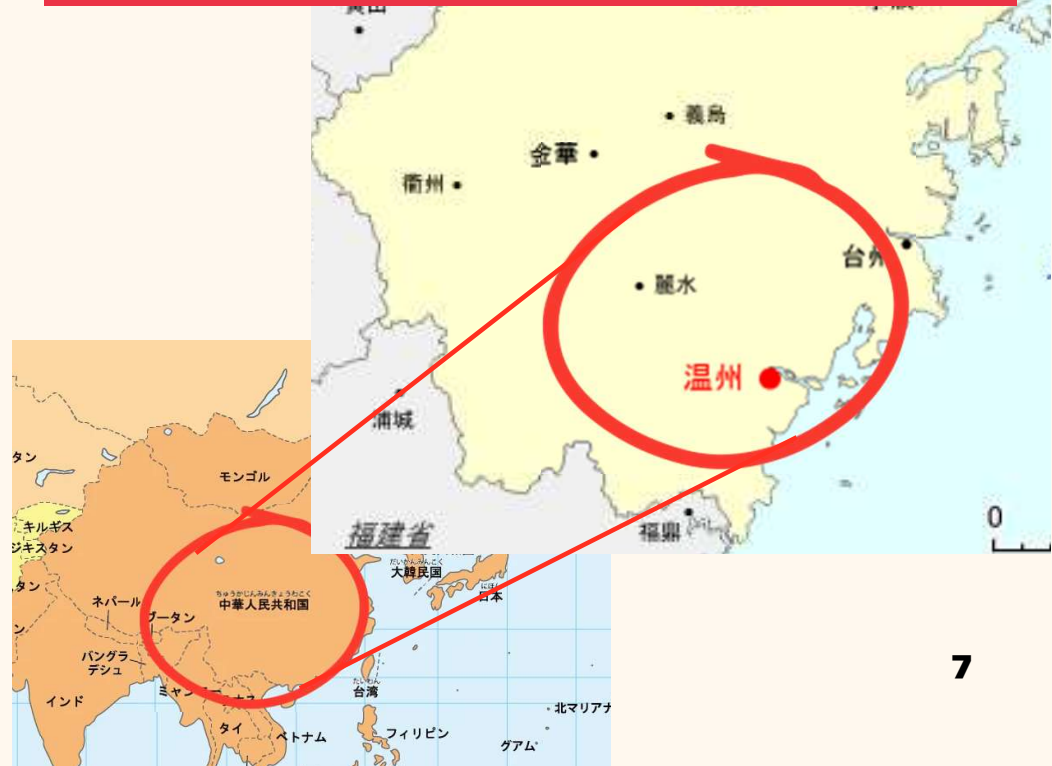 黄山
義烏
金華
衢州
台州
麗水
温州
浦城
福建省
福鼎
0
タン
モンゴル
キルギス
ジキスタン
タン
ン
ネパール
ブータン
バングラ
デシュ
インド
ちゅうかじんみんきょうわこく
中華人民共和国
だいかんみんこく
大韓民国
にほん
日本
たいわん
台湾
タイ
ベトナム
フィリピン
グアム
北マリアナ
7